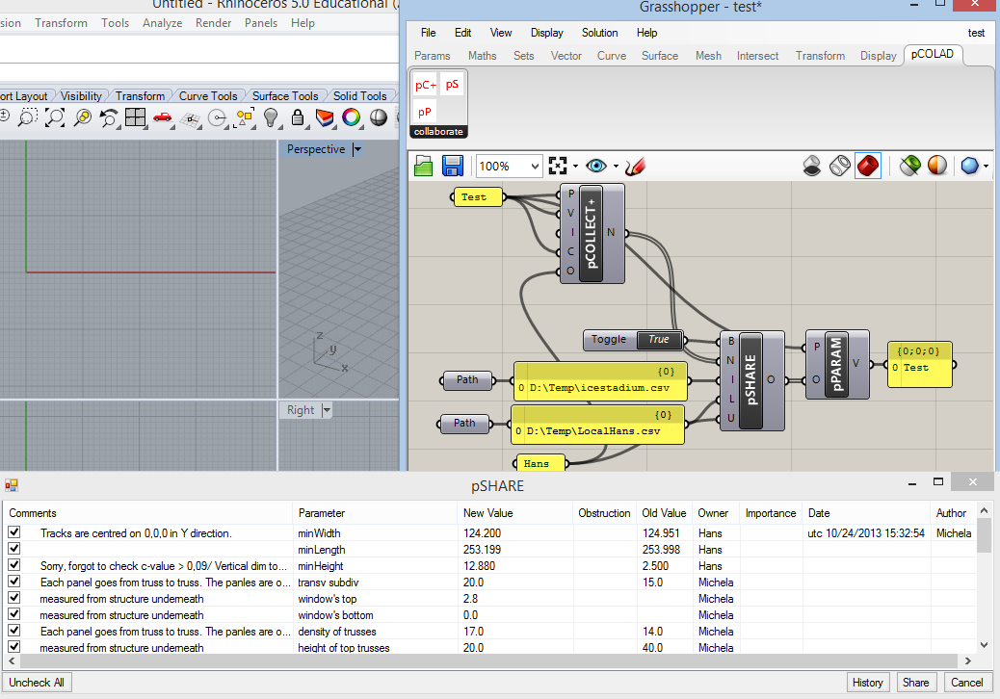 Untitled - Rhinoceros 5.0 Educational (
sion Transform Tools Analyze Render Panels Help
ort Layout Visibility Transform Curve Tools Surface Tools Solid Tools
Perspective
z
y
x
Right
Grasshopper - test*
File Edit View Display Solution Help test
Params Maths Sets Vector Curve Surface Mesh Intersect Transform Display pCOLAD
pC+ pS
pP
collaborate
100%
Test
P
V
I
C
O
pCOLLECT+
N
Toggle True
Path
{0}
0 D:\Temp\icestadium.csv
Path
{0}
0 D:\Temp\LocalHans.csv
Hans
B
N
I
L
U
pSHARE
O
P
O
pPARAM
V
{0;0;0}
0 Test
pSHARE
Comments Parameter New Value Obstruction Old Value Owner Importance Date Author
Tracks are centred on 0,0,0 in Y direction. minWidth 124.200 124.951 Hans utc 10/24/2013 15:32:54 Michela
minLength 253.199 253.998 Hans
Sorry, forgot to check c-value > 0,09/ Vertical dim to... minHeight 12.880 2.500 Hans
Each panel goes from truss to truss. The panles are o... transv subdiv 20.0 15.0 Michela
measured from structure underneath window's top 2.8 Michela
measured from structure underneath window's bottom 0.0 Michela
Each panel goes from truss to truss. The panles are o... density of trusses 17.0 14.0 Michela
measured from structure underneath height of top trusses 20.0 40.0 Michela
Uncheck All History Share Cancel